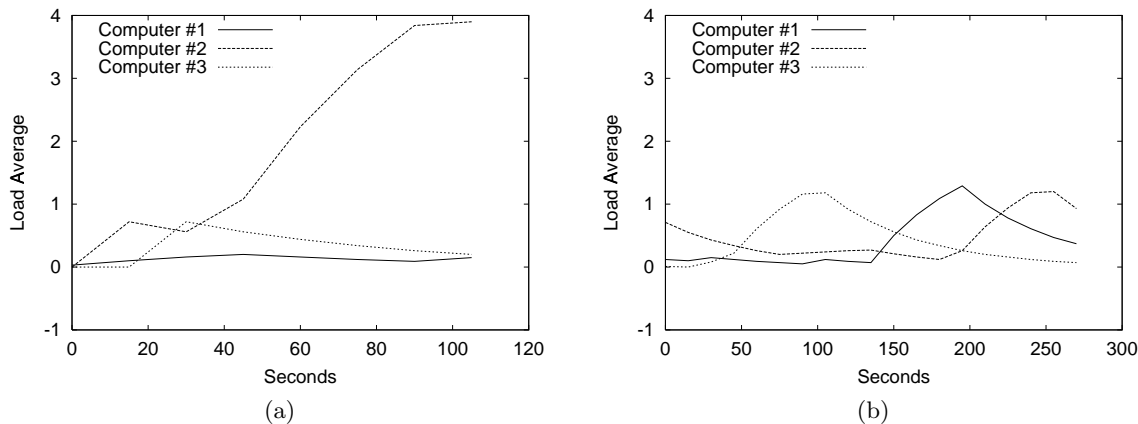 4
3
2
1
0
-1
0 20 40 60 80 100 120
Load Average
Seconds
Computer #1
Computer #2
Computer #3
(a)
4
3
2
1
0
-1
0 50 100 150 200 250 300
Load Average
Seconds
Computer #1
Computer #2
Computer #3
(b)